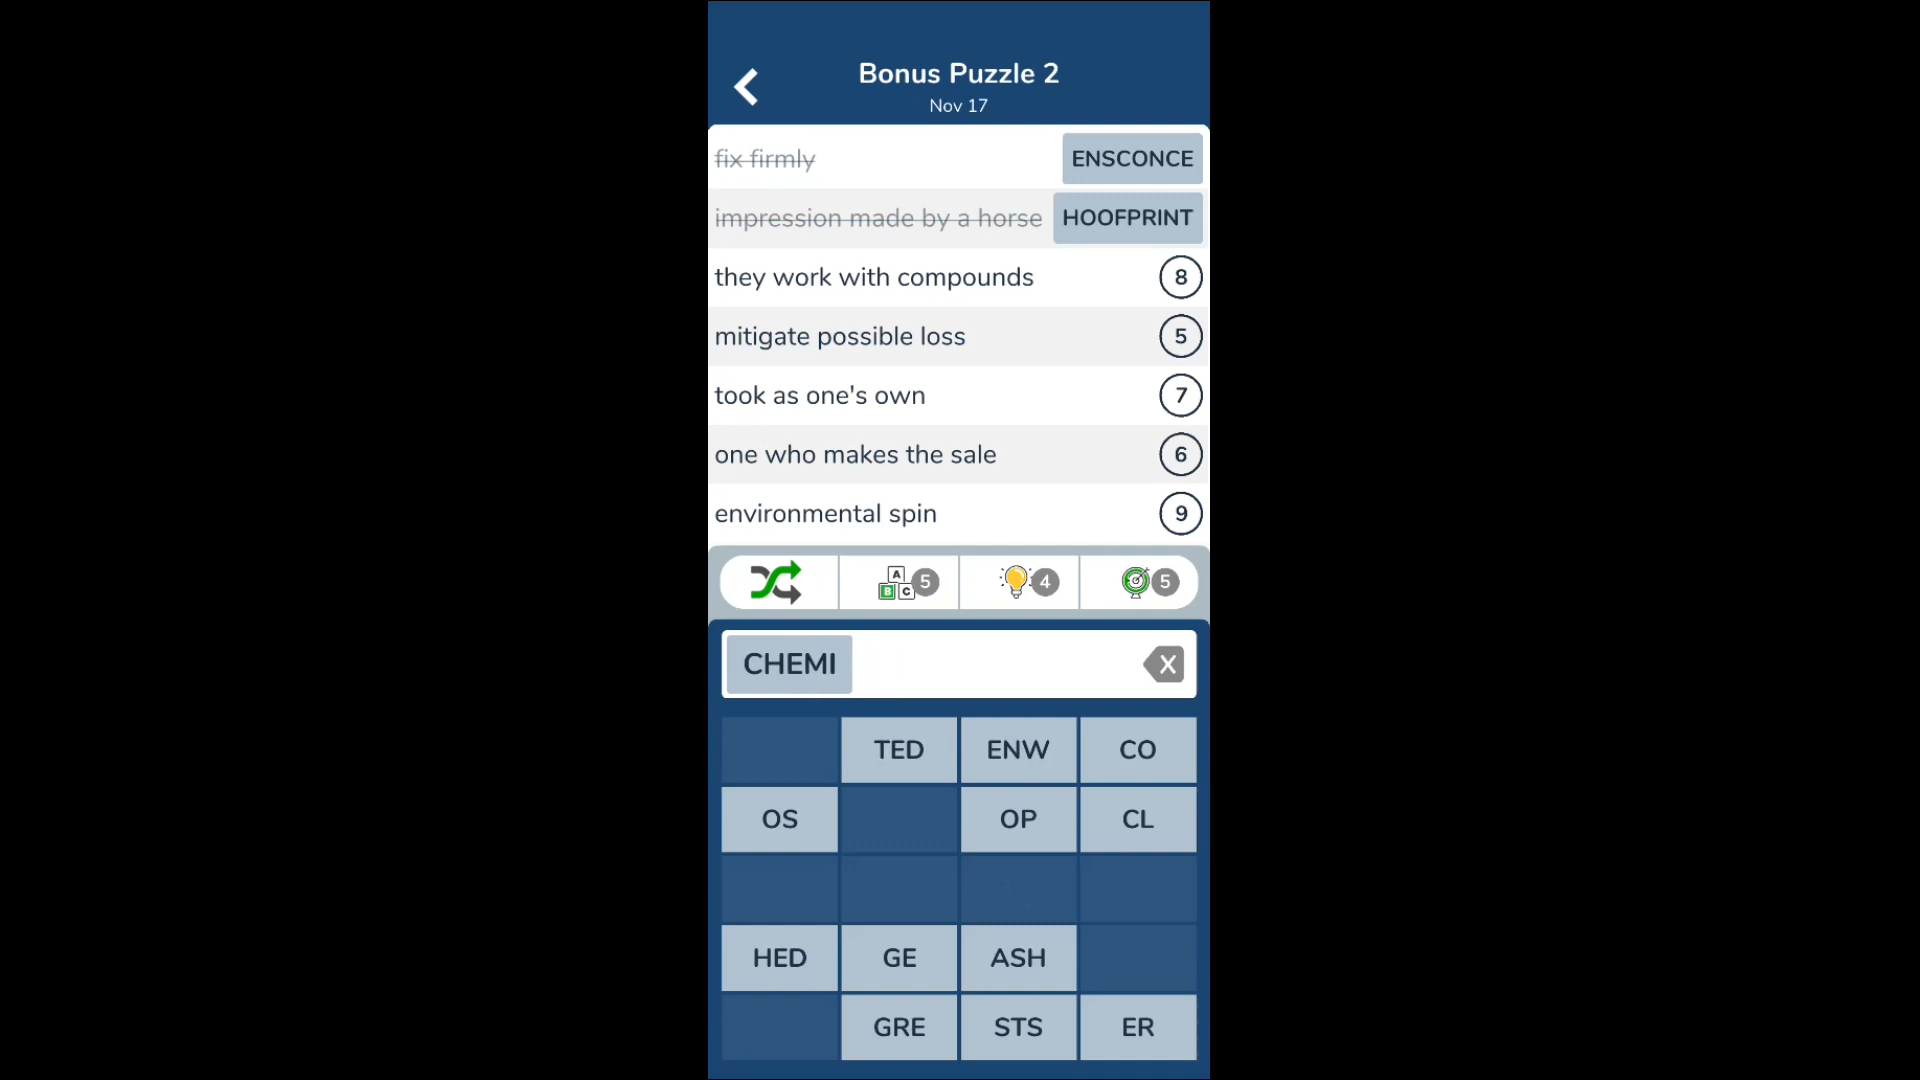 Bonus Puzzle 2
Nov 17
fix firmly ENSCONCE
impression made by a horse HOOFPRINT
they work with compounds 8
mitigate possible loss 5
took as one's own 7
one who makes the sale 6
environmental spin 9
A B C 5 4 5
CHEMI X
TED ENW CO
OS OP CL
HED GE ASH
GRE STS ER